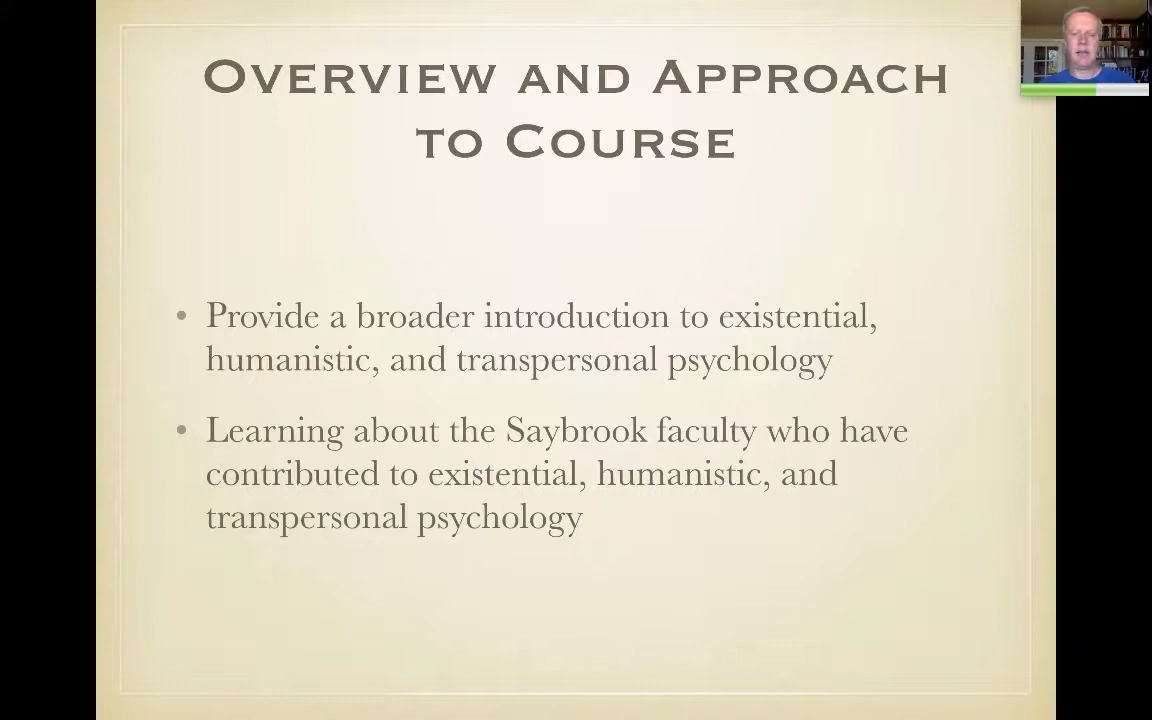 Overview and Approach
to Course
• Provide a broader introduction to existential,
humanistic, and transpersonal psychology
• Learning about the Saybrook faculty who have
contributed to existential, humanistic, and
transpersonal psychology